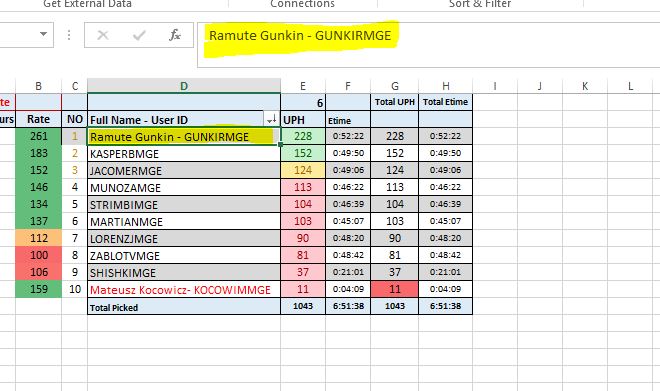 Get External Data Connections Sort & Filter
Ramute Gunkin - GUNKIRMGE
B C D E F G H I J K L
te 6 Total UPH Total Etime
urs Rate NO Full Name - User ID UPH Etime
261 1 Ramute Gunkin - GUNKIRMGE 228 0:52:22 228 0:52:22
183 2 KASPERBMGE 152 0:49:50 152 0:49:50
152 3 JACOMERMGE 124 0:49:06 124 0:49:06
146 4 MUNOZAMGE 113 0:46:22 113 0:46:22
134 5 STRIMBIMGE 104 0:46:39 104 0:46:39
137 6 MARTIANMGE 103 0:45:07 103 0:45:07
112 7 LORENZJMGE 90 0:48:20 90 0:48:20
100 8 ZABLOTVMGE 81 0:48:42 81 0:48:42
106 9 SHISHKIMGE 37 0:21:01 37 0:21:01
159 10 Mateusz Kocowicz- KOCOWIMMGE 11 0:04:09 11 0:04:09
Total Picked 1043 6:51:38 1043 6:51:38